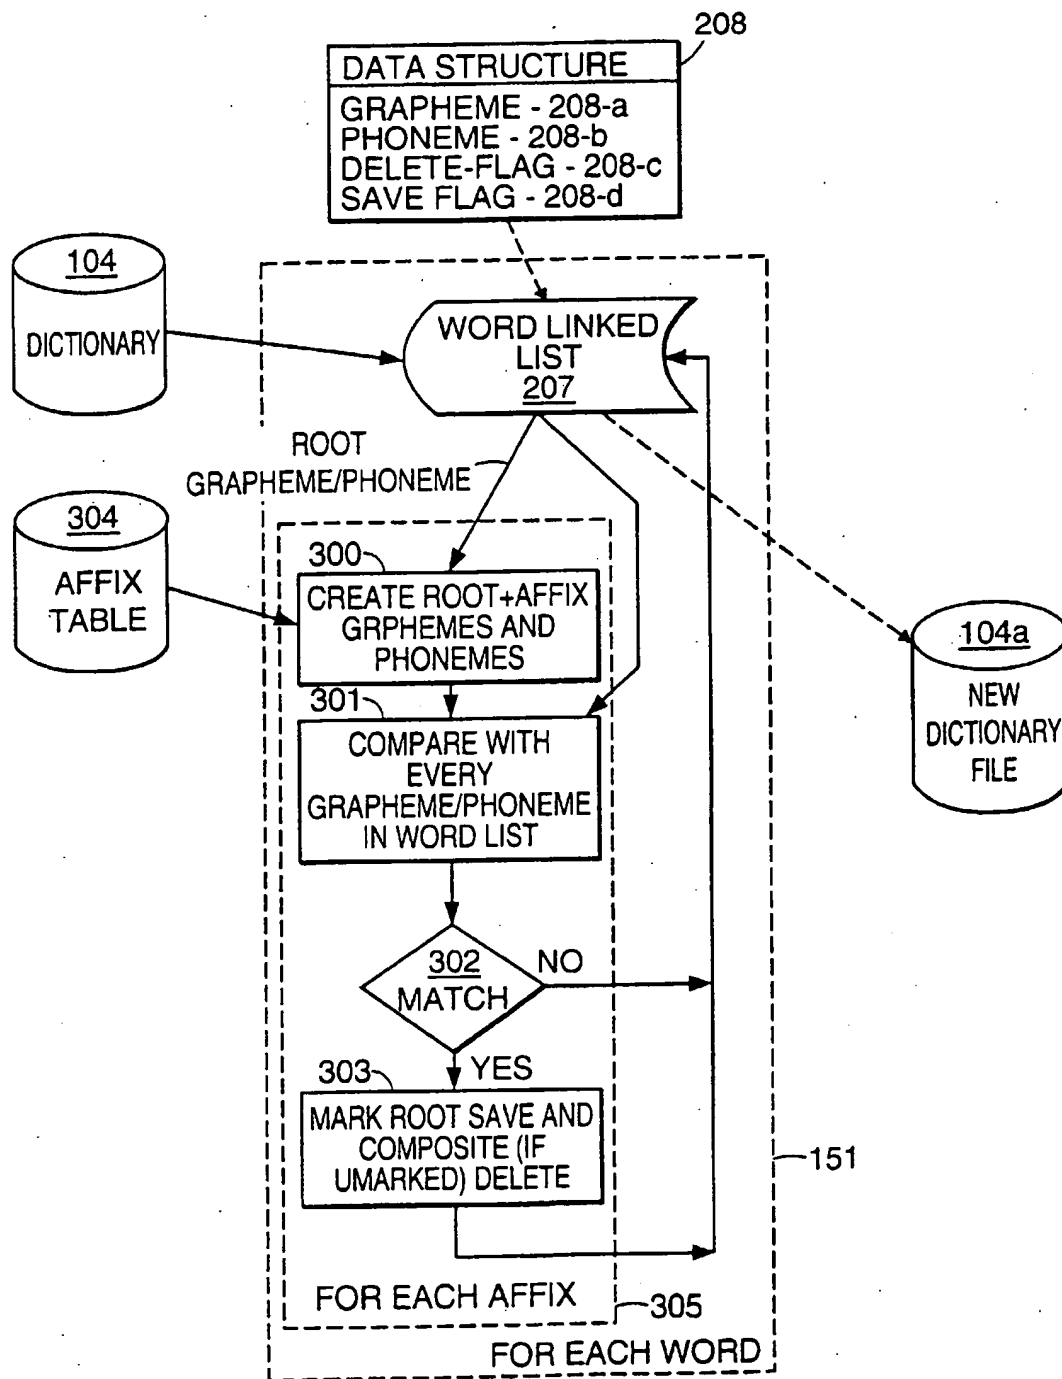 208
DATA STRUCTURE
GRAPHEME - 208-a
PHONEME - 208-b
DELETE-FLAG - 208-c
SAVE FLAG - 208-d
104
DICTIONARY
WORD LINKED
LIST
207
ROOT
GRAPHEME/PHONEME
304
AFFIX
TABLE
300
CREATE ROOT+AFFIX
GRPHEMES AND
PHONEMES
301
COMPARE WITH
EVERY
GRAPHEME/PHONEME
IN WORD LIST
104a
NEW
DICTIONARY
FILE
302
MATCH
NO
YES
303
MARK ROOT SAVE AND
COMPOSITE (IF
UMARKED) DELETE
151
FOR EACH AFFIX
305
FOR EACH WORD